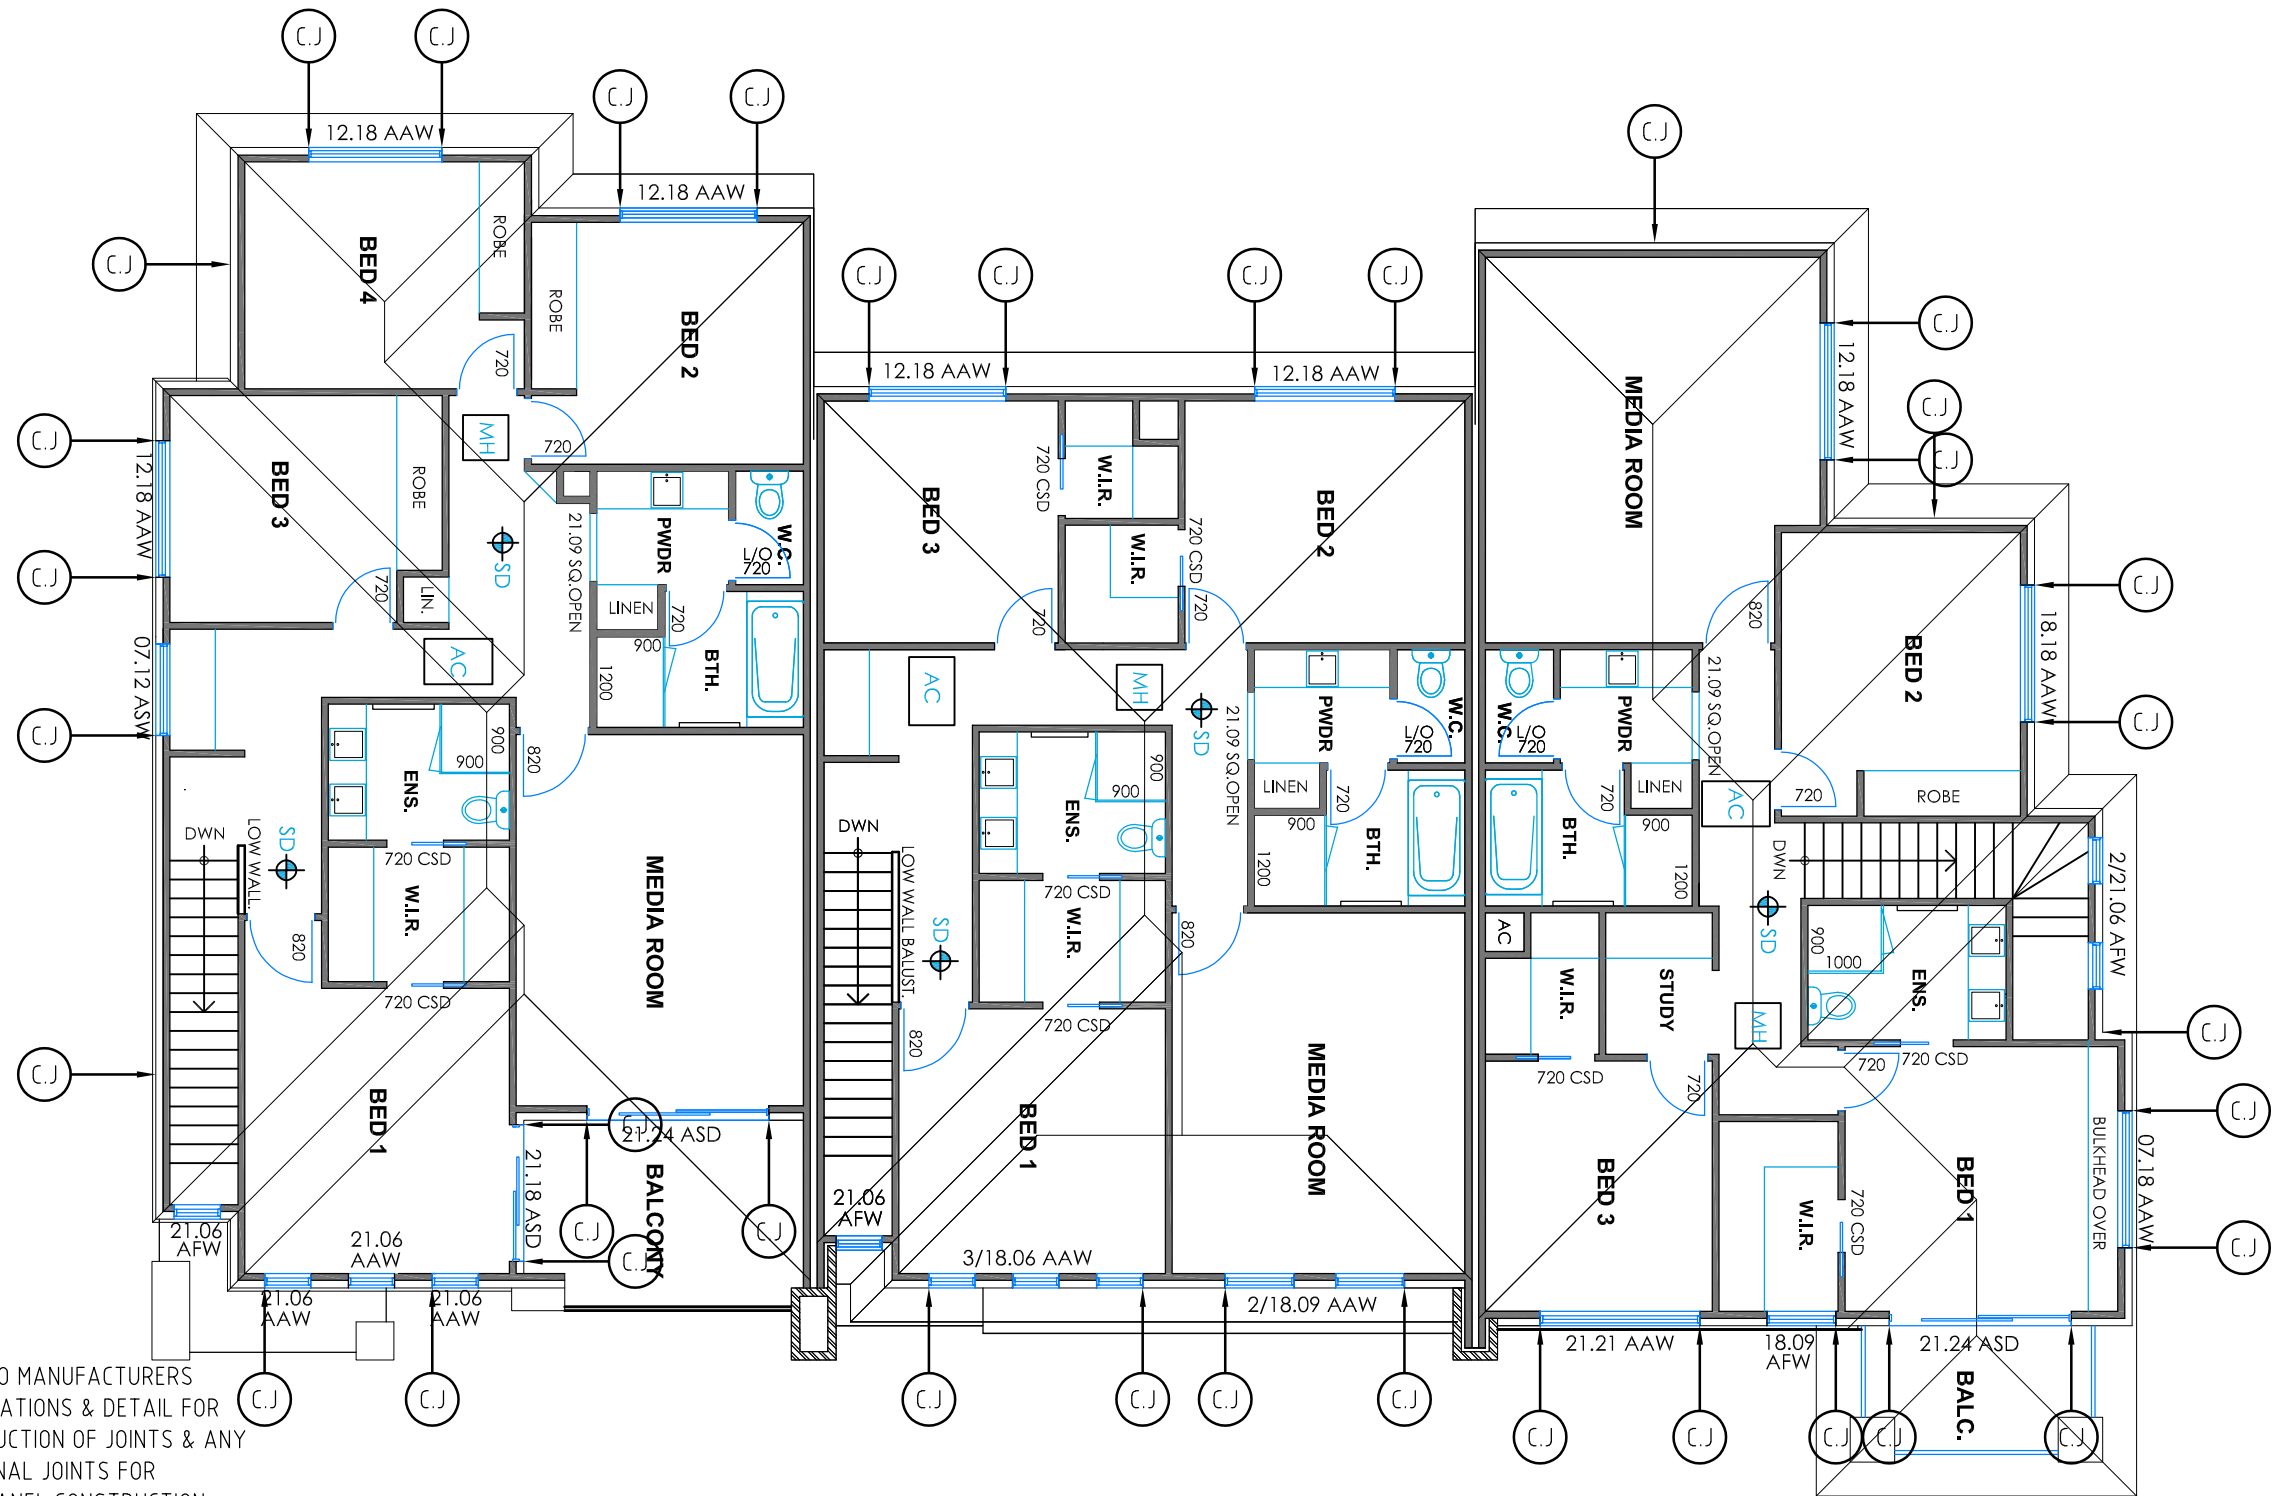 C.J
C.J
C.J
C.J
C.J
12.18 AAW
12.18 AAW
C.J
BED 4
ROBE
ROBE
BED 2
720
720
MH
C.J
C.J
C.J
C.J
C.J
12.18 AAW
12.18 AAW
C.J
C.J
C.J
12.18 AAW
MEDIA ROOM
C.J
12.18 AAW
BED 3
ROBE
720
LIN.
C.J
07.12 ASW
C.J
SD
21.09 SQ.OPEN
PWDR
W.C.
L/O
720
LINEN
720
900
1200
BTH.
AC
BED 3
720 CSD
W.I.R.
W.I.R.
720 CSD
BED 2
720
720
AC
MH
SD
21.09 SQ.OPEN
PWDR
W.C.
L/O
720
LINEN
720
900
1200
BTH.
W.C.
L/O
720
PWDR
21.09 SQ.OPEN
720
LINEN
900
1200
BTH.
820
BED 2
C.J
18.18 AAW
C.J
720
ROBE
AC
DWN
SD
2/21.06 AFW
900
900
ENS.
820
720 CSD
W.I.R.
720 CSD
DWN
LOW WALL.
SD
820
MEDIA ROOM
C.J
BED 1
21.06
AFW
21.06
AAW
21.06
AAW
21.06
AAW
C.J
C.J
C.J
21.24 ASD
21.18 ASD
C.J
C.J
C.J
BALCONY
DWN
LOW WALL BALUST.
SD
900
900
ENS.
720 CSD
W.I.R.
720 CSD
820
820
BED 1
MEDIA ROOM
21.06
AFW
3/18.06 AAW
2/18.09 AAW
C.J
C.J
C.J
C.J
AC
W.I.R.
STUDY
720 CSD
720
MH
900
1000
ENS.
720
720 CSD
C.J
C.J
07.18 AAW
BULKHEAD OVER
C.J
BED 3
W.I.R.
720 CSD
BED 1
21.21 AAW
18.09
AFW
21.24 ASD
BALC.
C.J
C.J
C.J
C.J
C.J
O MANUFACTURERS
ATIONS & DETAIL FOR
UCTION OF JOINTS & ANY
NAL JOINTS FOR
ANEL CONSTRUCTION